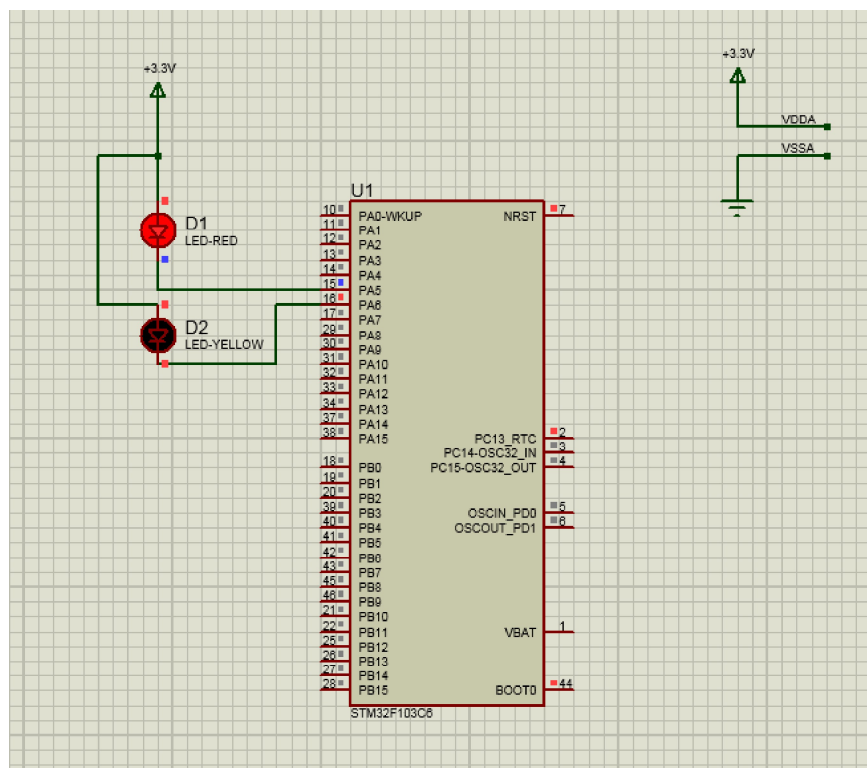 +3.3V
D1
LED-RED
D2
LED-YELLOW
+3.3V
VDDA
VSSA
U1
10 PA0-WKUP
11 PA1
12 PA2
13 PA3
14 PA4
15 PA5
16 PA6
17 PA7
29 PA8
30 PA9
31 PA10
32 PA11
33 PA12
34 PA13
37 PA14
38 PA15
18 PB0
19 PB1
20 PB2
39 PB3
40 PB4
41 PB5
42 PB6
43 PB7
45 PB8
46 PB9
21 PB10
22 PB11
25 PB12
26 PB13
27 PB14
28 PB15
NRST 7
PC13_RTC 2
PC14-OSC32_IN 3
PC15-OSC32_OUT 4
OSCIN_PD0 5
OSCOUT_PD1 6
VBAT 1
BOOT0 44
STM32F103C6